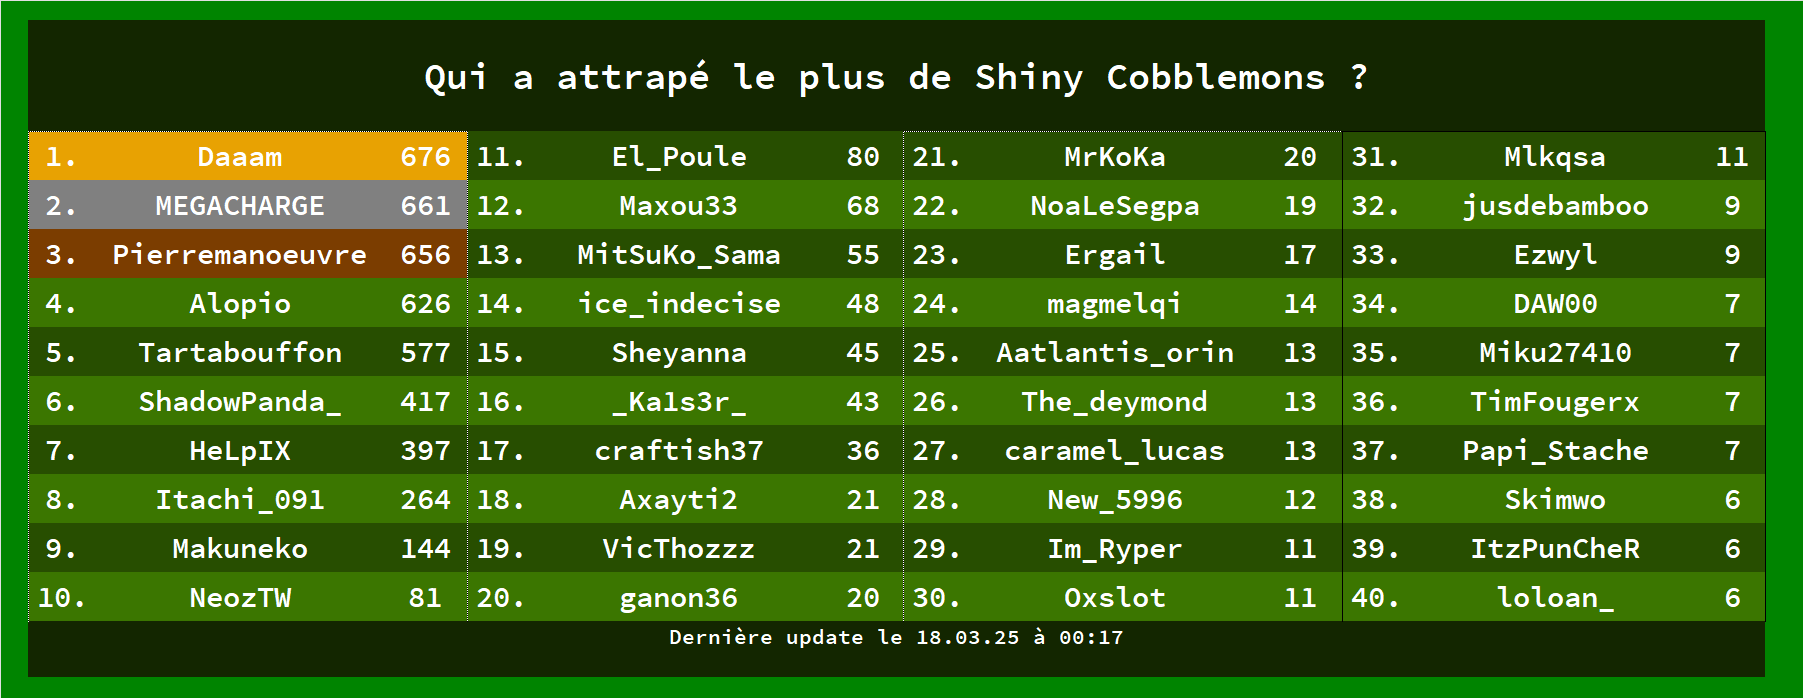 Qui a attrapé le plus de Shiny Cobblemons ?
1. Daaam 676
2. MEGACHARGE 661
3. Pierremanoeuvre 656
4. Alopio 626
5. Tartabouffon 577
6. ShadowPanda_ 417
7. HeLpIX 397
8. Itachi_091 264
9. Makuneko 144
10. NeozTW 81
11. El_Poule 80
12. Maxou33 68
13. MitSuKo_Sama 55
14. ice_indecise 48
15. Sheyanna 45
16. _Ka1s3r_ 43
17. craftish37 36
18. Axayti2 21
19. VicThozzz 21
20. ganon36 20
21. MrKoKa 20
22. NoaLeSegpa 19
23. Ergail 17
24. magmelqi 14
25. Aatlantis_orin 13
26. The_deymond 13
27. caramel_lucas 13
28. New_5996 12
29. Im_Ryper 11
30. Oxslot 11
31. Mlkqsa 11
32. jusdebamboo 9
33. Ezwyl 9
34. DAW00 7
35. Miku27410 7
36. TimFougerx 7
37. Papi_Stache 7
38. Skimwo 6
39. ItzPunCheR 6
40. loloan_ 6
Dernière update le 18.03.25 à 00:17